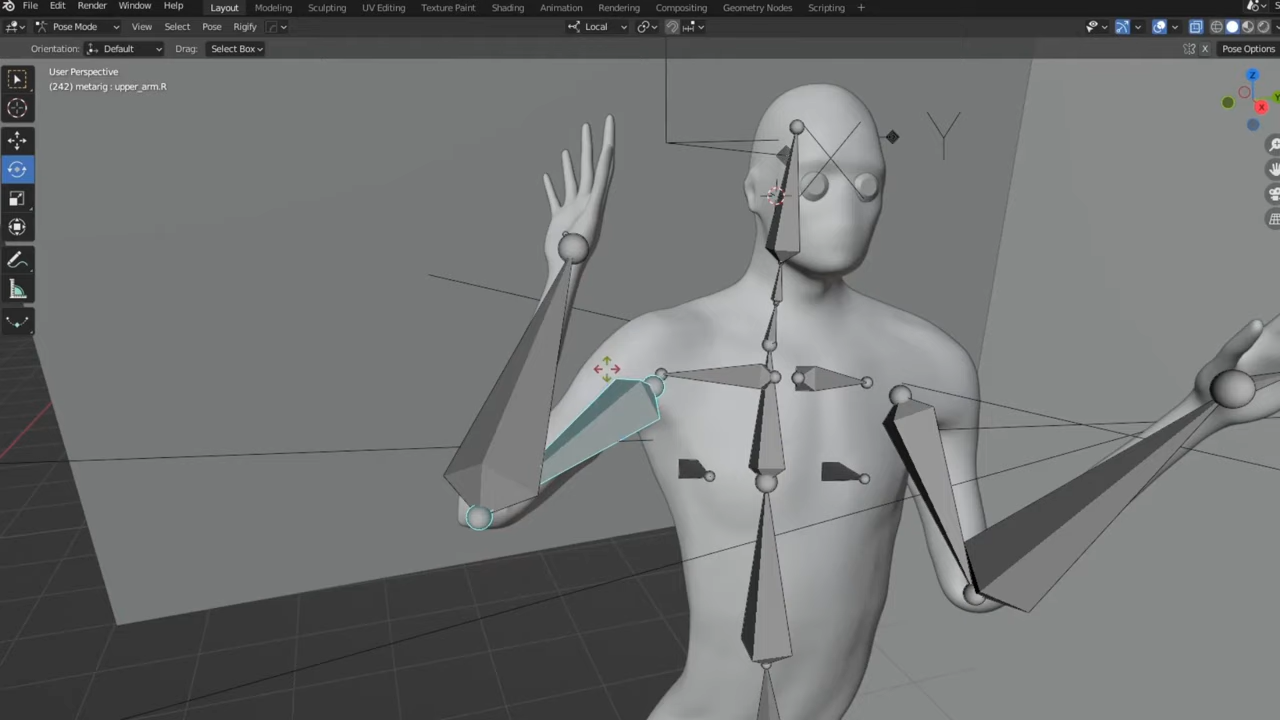 File Edit Render Window Help Layout Modeling Sculpting UV Editing Texture Paint Shading Animation Rendering Compositing Geometry Nodes Scripting +
Pose Mode View Select Pose Rigify Local
Orientation: Default Drag: Select Box X Pose Options
User Perspective
(242) metarig : upper_arm.R
Z
Y
X